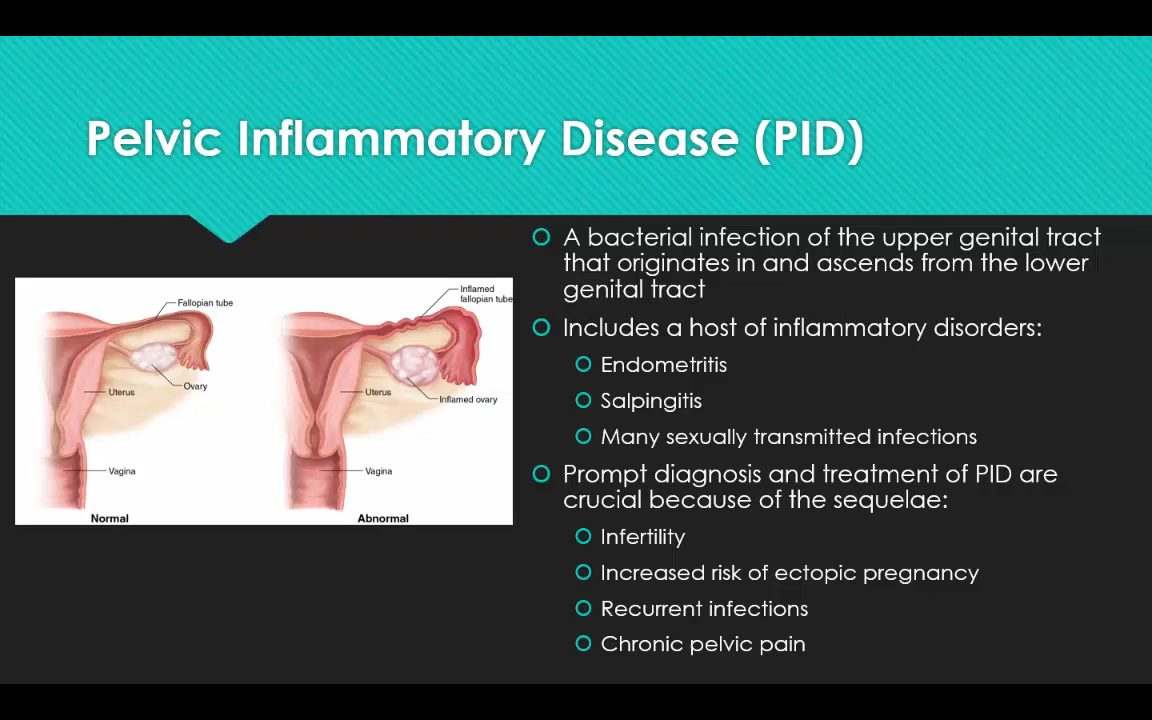 Pelvic Inflammatory Disease (PID)
A bacterial infection of the upper genital tract
that originates in and ascends from the lower
genital tract
Includes a host of inflammatory disorders:
Endometritis
Salpingitis
Many sexually transmitted infections
Prompt diagnosis and treatment of PID are
crucial because of the sequelae:
Infertility
Increased risk of ectopic pregnancy
Recurrent infections
Chronic pelvic pain
Fallopian tube
Ovary
Uterus
Vagina
Normal
Inflamed
fallopian tube
Uterus
Inflamed ovary
Vagina
Abnormal